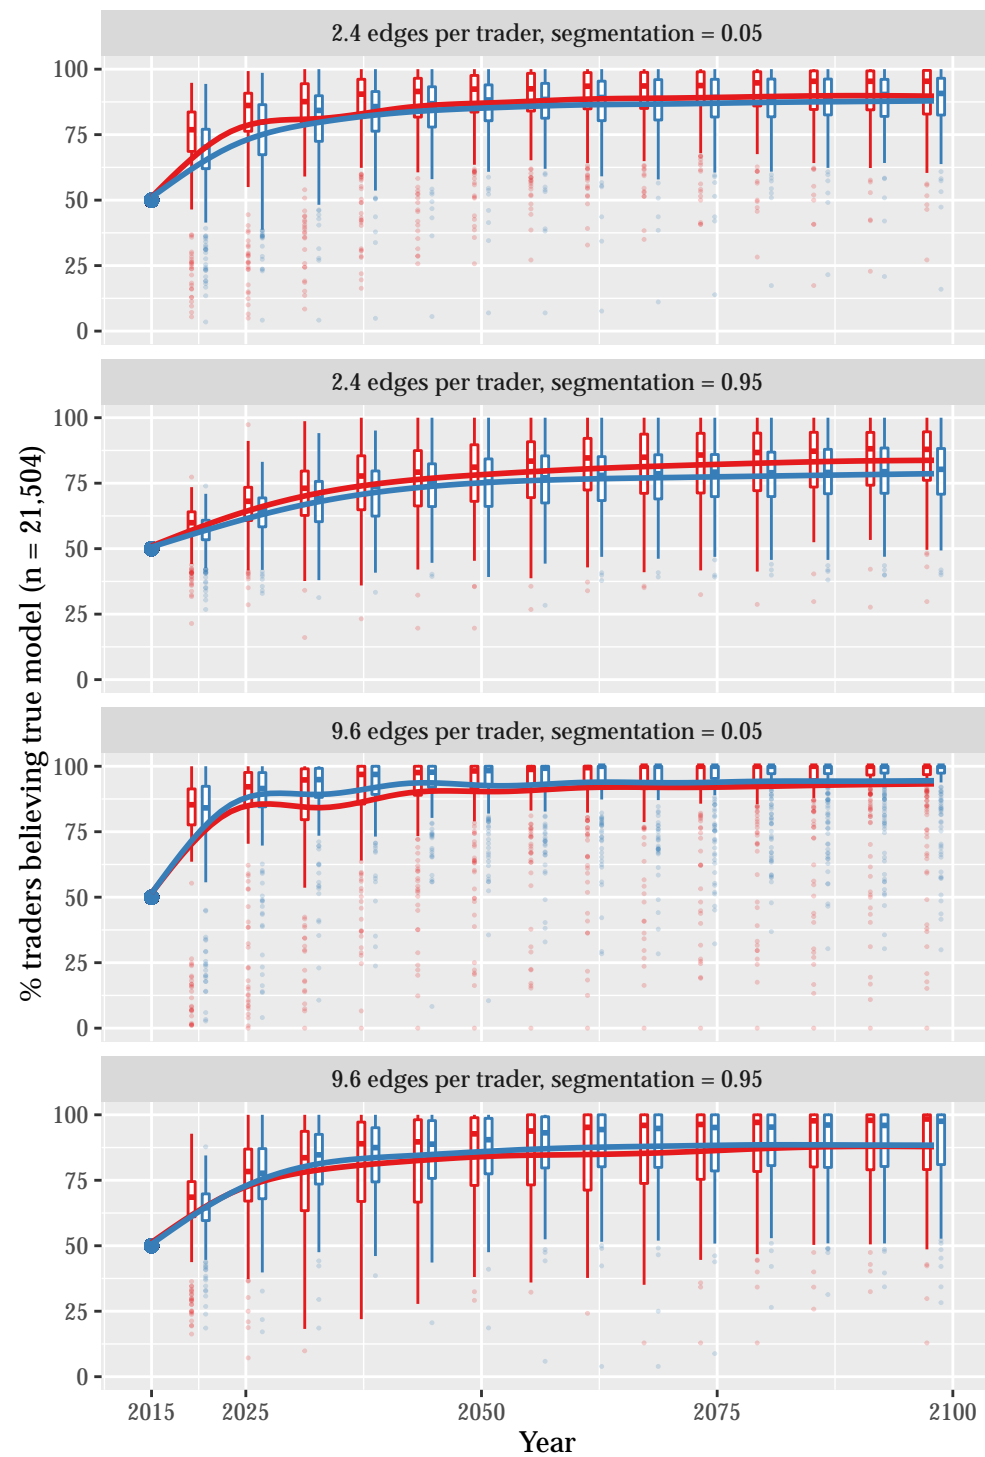 2.4 edges per trader, segmentation = 0.05
100
75
50
25
0
2.4 edges per trader, segmentation = 0.95
100
75
50
25
0
% traders believing true model (n = 21,504)
9.6 edges per trader, segmentation = 0.05
100
75
50
25
0
9.6 edges per trader, segmentation = 0.95
100
75
50
25
0
2015 2025 2050 2075 2100
Year